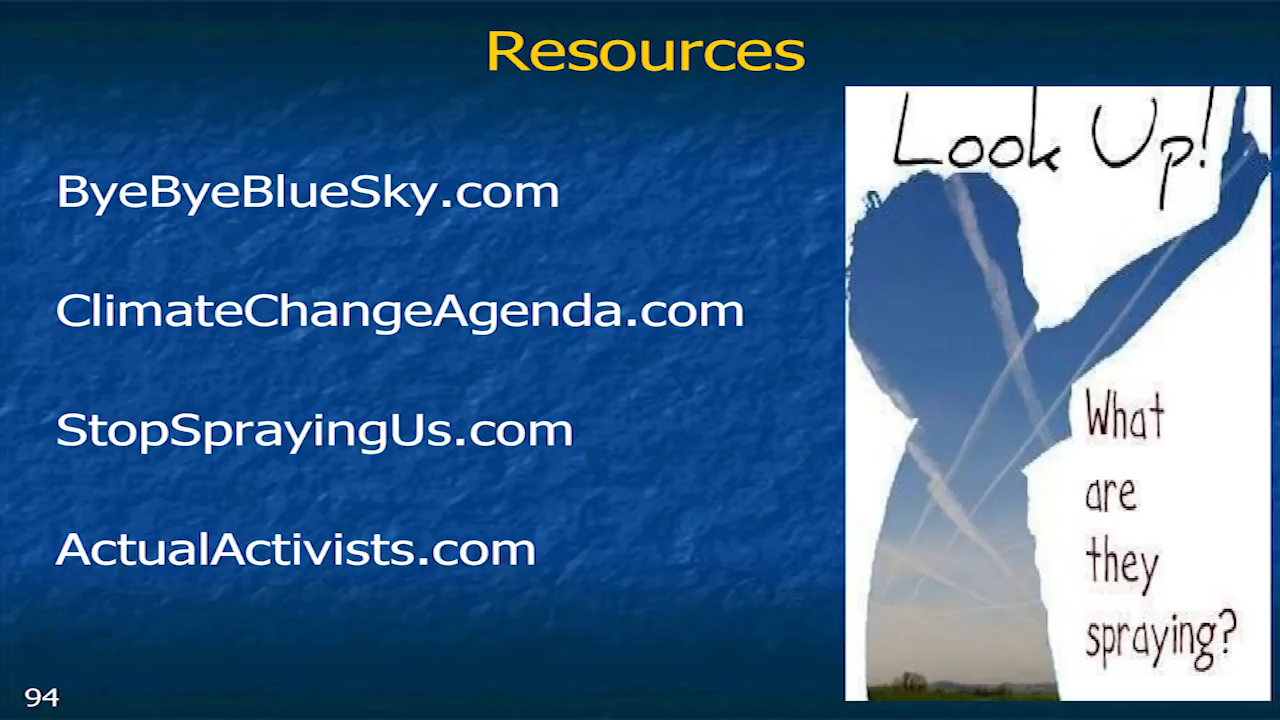 Resources
ByeByeBlueSky.com
ClimateChangeAgenda.com
StopSprayingUs.com
ActualActivists.com
Look Up!
What
are
they
spraying?
94